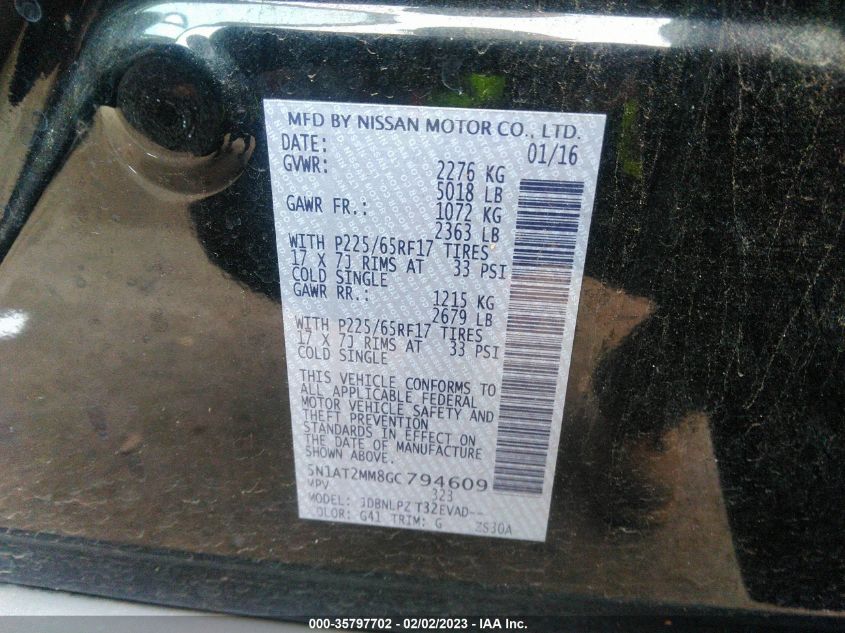 MFD BY NISSAN MOTOR CO., LTD.
DATE: 01/16
GVWR: 2276 KG
5018 LB
GAWR FR.: 1072 KG
2363 LB
WITH P225/65RF17 TIRES
17 X 7J RIMS AT 33 PSI
COLD SINGLE
GAWR RR.: 1215 KG
2679 LB
WITH P225/65RF17 TIRES
17 X 7J RIMS AT 33 PSI
COLD SINGLE
THIS VEHICLE CONFORMS TO
ALL APPLICABLE FEDERAL
MOTOR VEHICLE SAFETY AND
THEFT PREVENTION
STANDARDS IN EFFECT ON
THE DATE OF MANUFACTURE
SHOWN ABOVE.
5N1AT2MM8GC794609
MPV 323
MODEL: JDBNLPZ T32EVAD--
COLOR: G41 TRIM: G ZS30A
000-35797702 - 02/02/2023 - IAA Inc.